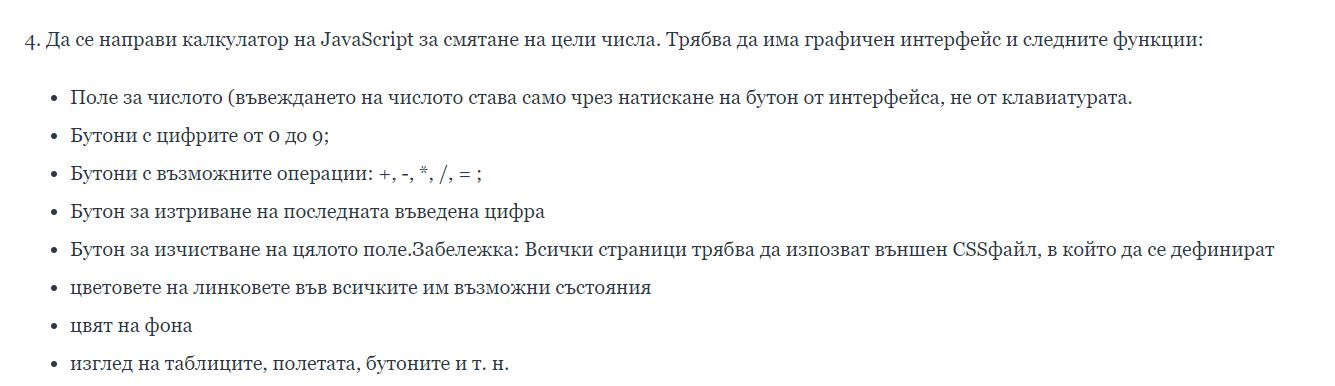 4. Да се направи калкулатор на JavaScript за смятане на цели числа. Трябва да има графичен интерфейс и следните функции:
• Поле за числото (въвеждането на числото става само чрез натискане на бутон от интерфейса, не от клавиатурата.
• Бутони с цифрите от 0 до 9;
• Бутони с възможните операции: +, -, *, /, = ;
• Бутон за изтриване на последната въведена цифра
• Бутон за изчистване на цялото поле.Забележка: Всички страници трябва да изпозват външен CSSфайл, в който да се дефинират
• цветовете на линковете във всичките им възможни състояния
• цвят на фона
• изглед на таблиците, полетата, бутоните и т. н.